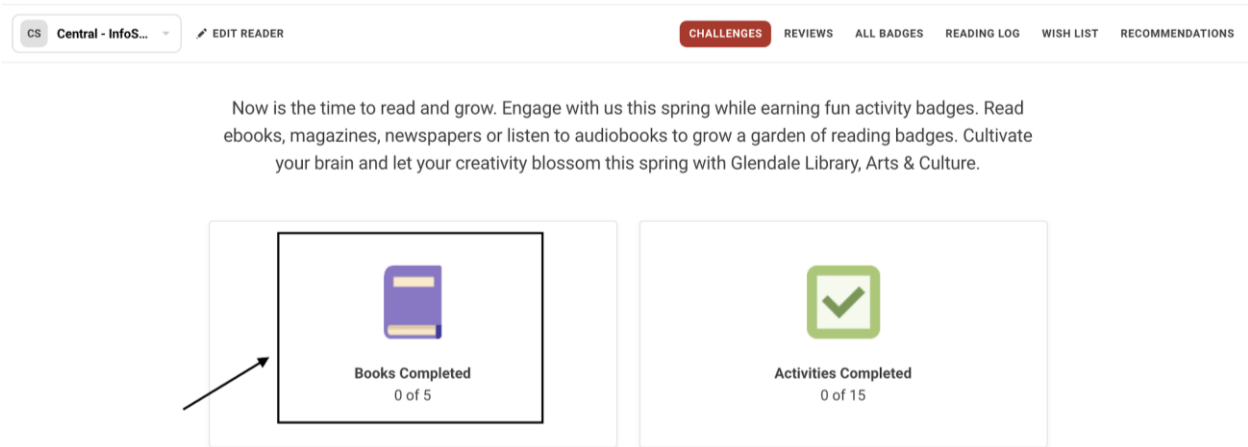 CS Central - InfoS... EDIT READER CHALLENGES REVIEWS ALL BADGES READING LOG WISH LIST RECOMMENDATIONS
Now is the time to read and grow. Engage with us this spring while earning fun activity badges. Read
ebooks, magazines, newspapers or listen to audiobooks to grow a garden of reading badges. Cultivate
your brain and let your creativity blossom this spring with Glendale Library, Arts & Culture.
Books Completed
0 of 5
Activities Completed
0 of 15